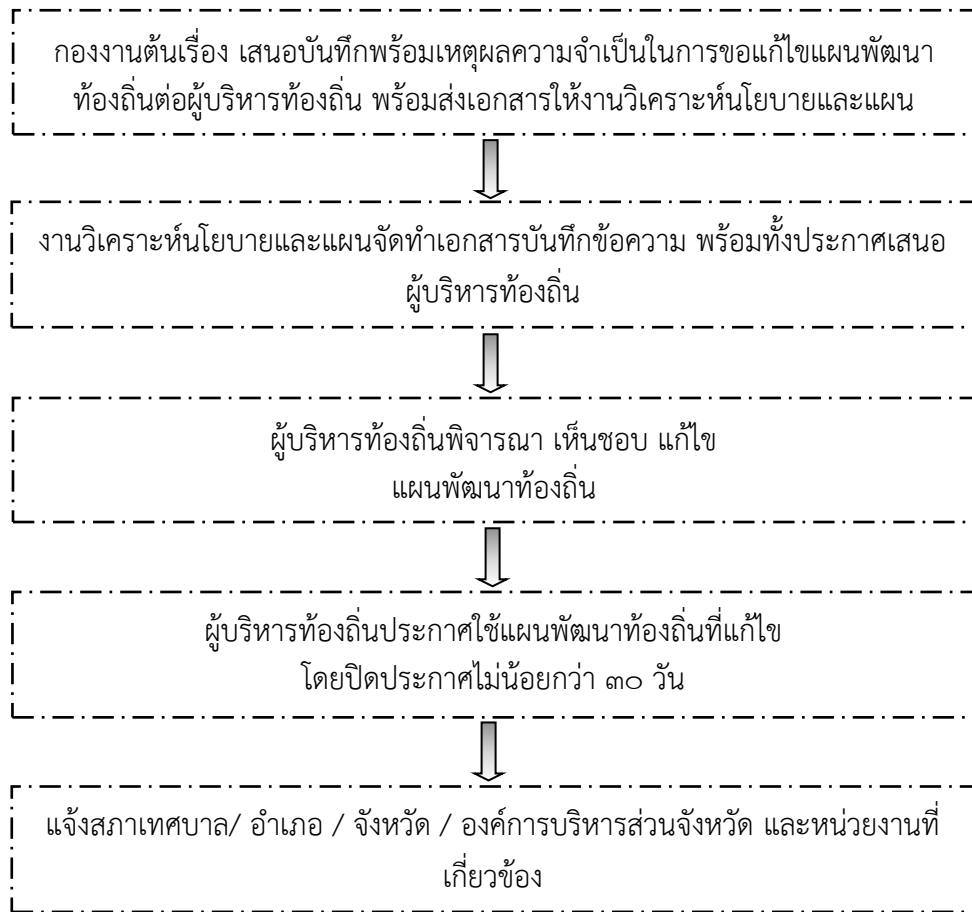 กองงานต้นเรื่อง เสนอบันทึกพร้อมเหตุผลความจำเป็นในการขอแก้ไขแผนพัฒนา
ท้องถิ่นต่อผู้บริหารท้องถิ่น พร้อมส่งเอกสารให้งานวิเคราะห์นโยบายและแผน
งานวิเคราะห์นโยบายและแผนจัดทำเอกสารบันทึกข้อความ พร้อมทั้งประกาศเสนอ
ผู้บริหารท้องถิ่น
ผู้บริหารท้องถิ่นพิจารณา เห็นชอบ แก้ไข
แผนพัฒนาท้องถิ่น
ผู้บริหารท้องถิ่นประกาศใช้แผนพัฒนาท้องถิ่นที่แก้ไข
โดยปิดประกาศไม่น้อยกว่า ๓๐ วัน
แจ้งสภาเทศบาล/ อำเภอ / จังหวัด / องค์การบริหารส่วนจังหวัด และหน่วยงานที่
เกี่ยวข้อง